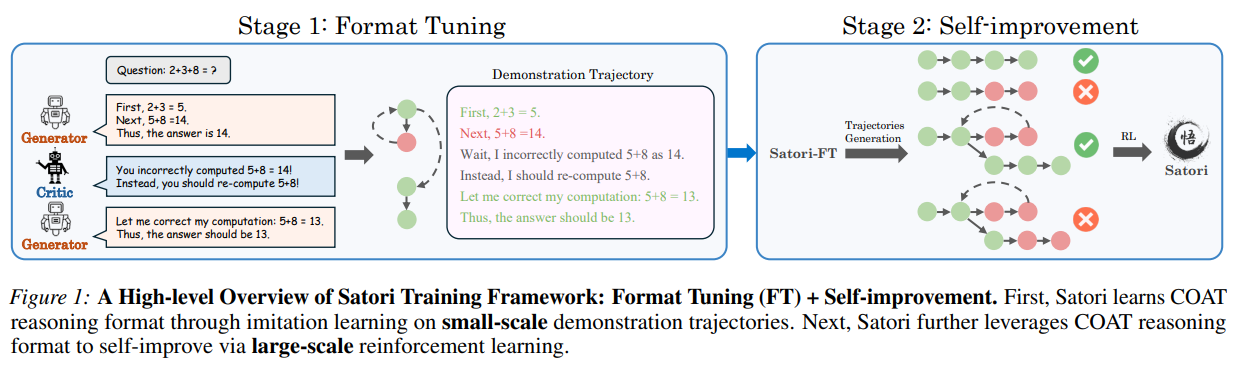 Stage 1: Format Tuning
Question: 2+3+8 = ?
Generator
First, 2+3 = 5.
Next, 5+8 =14.
Thus, the answer is 14.
Critic
You incorrectly computed 5+8 = 14!
Instead, you should re-compute 5+8!
Generator
Let me correct my computation: 5+8 = 13.
Thus, the answer should be 13.
Demonstration Trajectory
First, 2+3 = 5.
Next, 5+8 =14.
Wait, I incorrectly computed 5+8 as 14.
Instead, I should re-compute 5+8.
Let me correct my computation: 5+8 = 13.
Thus, the answer should be 13.
Stage 2: Self-improvement
Satori-FT
Trajectories
Generation
RL
悟
Satori
Figure 1: A High-level Overview of Satori Training Framework: Format Tuning (FT) + Self-improvement. First, Satori learns COAT
reasoning format through imitation learning on small-scale demonstration trajectories. Next, Satori further leverages COAT reasoning
format to self-improve via large-scale reinforcement learning.